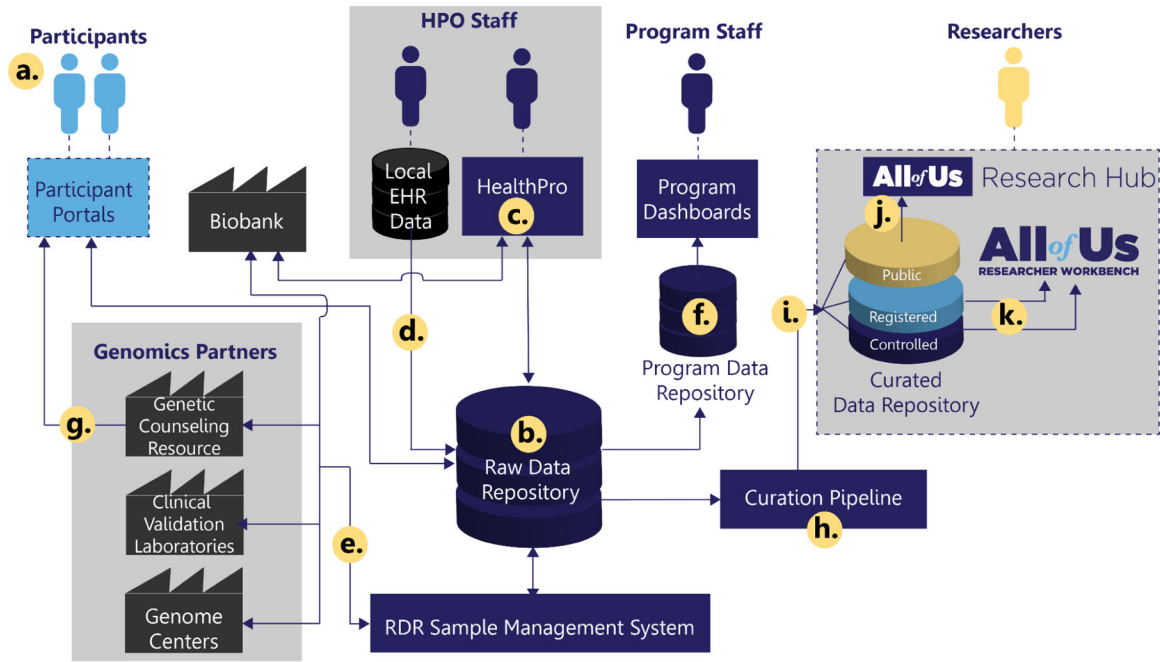 Participants
HPO Staff
Program Staff
Researchers
a.
Participant
Portals
Biobank
Local
EHR
Data
HealthPro
c.
Program
Dashboards
All of Us Research Hub
j.
Public
Registered
Controlled
All of Us
RESEARCHER WORKBENCH
i.
k.
Curated
Data Repository
d.
f.
Program Data
Repository
Genomics Partners
Genetic
Counseling
Resource
g.
Clinical
Validation
Laboratories
Genome
Centers
e.
b.
Raw Data
Repository
Curation Pipeline
h.
RDR Sample Management System